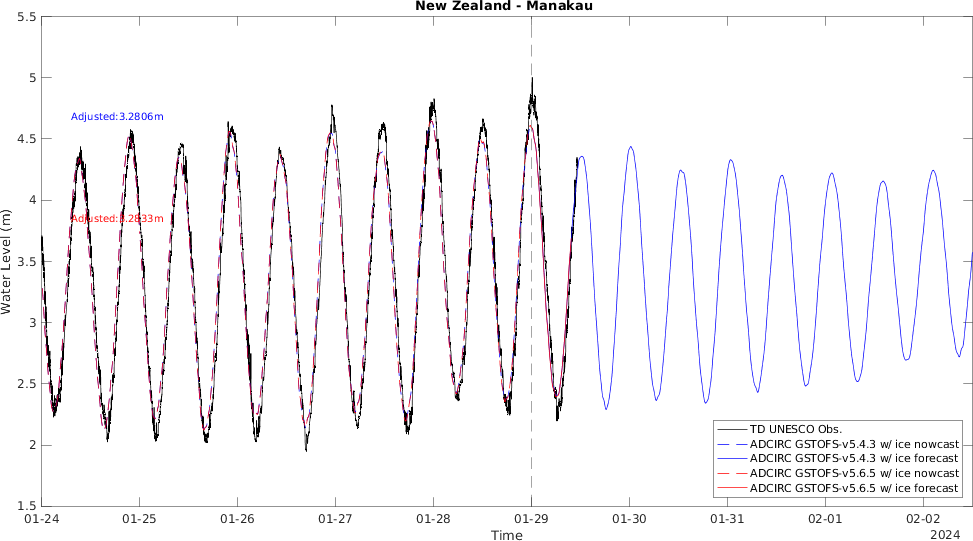 New Zealand - Manakau
5.5
5
4.5
4
3.5
3
2.5
2
1.5
Water Level (m)
Adjusted:3.2806m
Adjusted:3.2833m
TD UNESCO Obs.
ADCIRC GSTOFS-v5.4.3 w/ ice nowcast
ADCIRC GSTOFS-v5.4.3 w/ ice forecast
ADCIRC GSTOFS-v5.6.5 w/ ice nowcast
ADCIRC GSTOFS-v5.6.5 w/ ice forecast
01-24 01-25 01-26 01-27 01-28 01-29 01-30 01-31 02-01 02-02
Time
2024